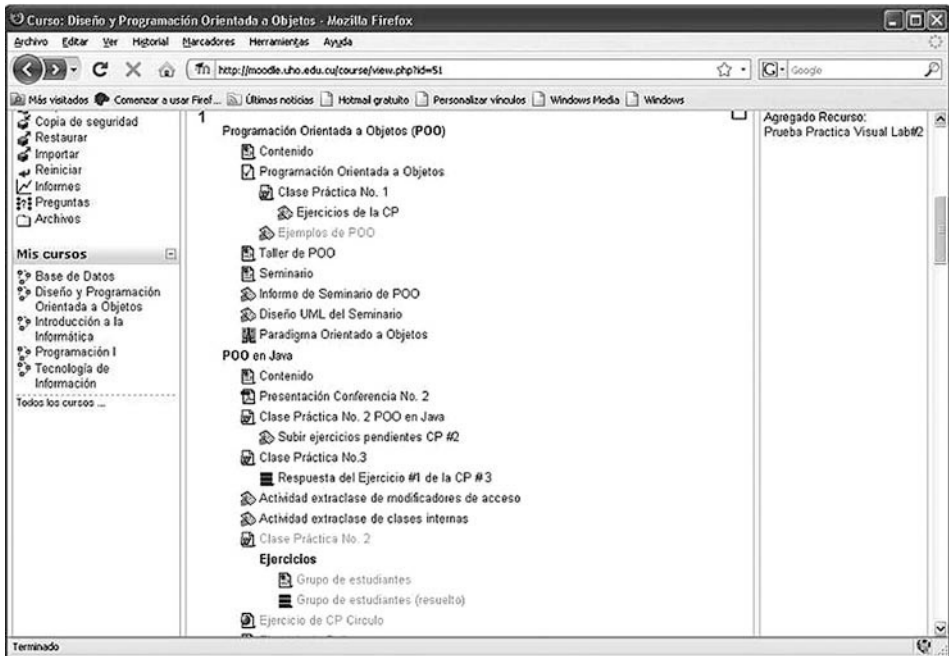 Curso: Diseño y Programación Orientada a Objetos - Mozilla Firefox
Archivo Editar Ver Historial Marcadores Herramientas Ayuda
http://moodle.uho.edu.cu/course/view.php?id=51
Google
Más visitados Comenzar a usar Firef... Últimas noticias Hotmail gratuito Personalizar vínculos Windows Media Windows
Copia de seguridad
Restaurar
Importar
Reiniciar
Informes
Preguntas
Archivos
Mis cursos
Base de Datos
Diseño y Programación
Orientada a Objetos
Introducción a la
Informática
Programación I
Tecnología de
Información
Todos los cursos ...
1
Programación Orientada a Objetos (POO)
Contenido
Programación Orientada a Objetos
Clase Práctica No. 1
Ejercicios de la CP
Ejemplos de POO
Taller de POO
Seminario
Informe de Seminario de POO
Diseño UML del Seminario
Paradigma Orientado a Objetos
POO en Java
Contenido
Presentación Conferencia No. 2
Clase Práctica No. 2 POO en Java
Subir ejercicios pendientes CP #2
Clase Práctica No.3
Respuesta del Ejercicio #1 de la CP #3
Actividad extraclase de modificadores de acceso
Actividad extraclase de clases internas
Clase Práctica No. 2
Ejercicios
Grupo de estudiantes
Grupo de estudiantes (resuelto)
Ejercicio de CP Circulo
Agregado Recurso:
Prueba Practica Visual Lab#2
Terminado